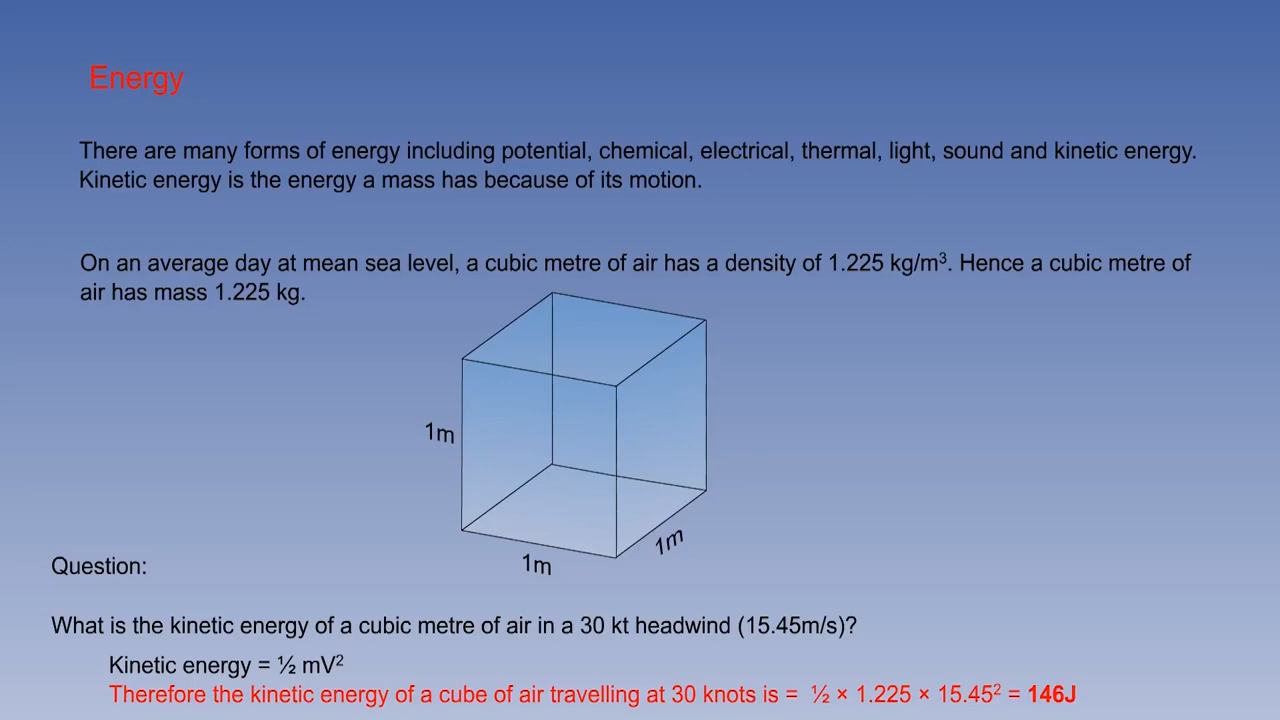 Energy
There are many forms of energy including potential, chemical, electrical, thermal, light, sound and kinetic energy.
Kinetic energy is the energy a mass has because of its motion.
On an average day at mean sea level, a cubic metre of air has a density of 1.225 kg/m³. Hence a cubic metre of
air has mass 1.225 kg.
1m
1m
1m
Question:
What is the kinetic energy of a cubic metre of air in a 30 kt headwind (15.45m/s)?
Kinetic energy = ½ mV²
Therefore the kinetic energy of a cube of air travelling at 30 knots is = ½ × 1.225 × 15.45² = 146J